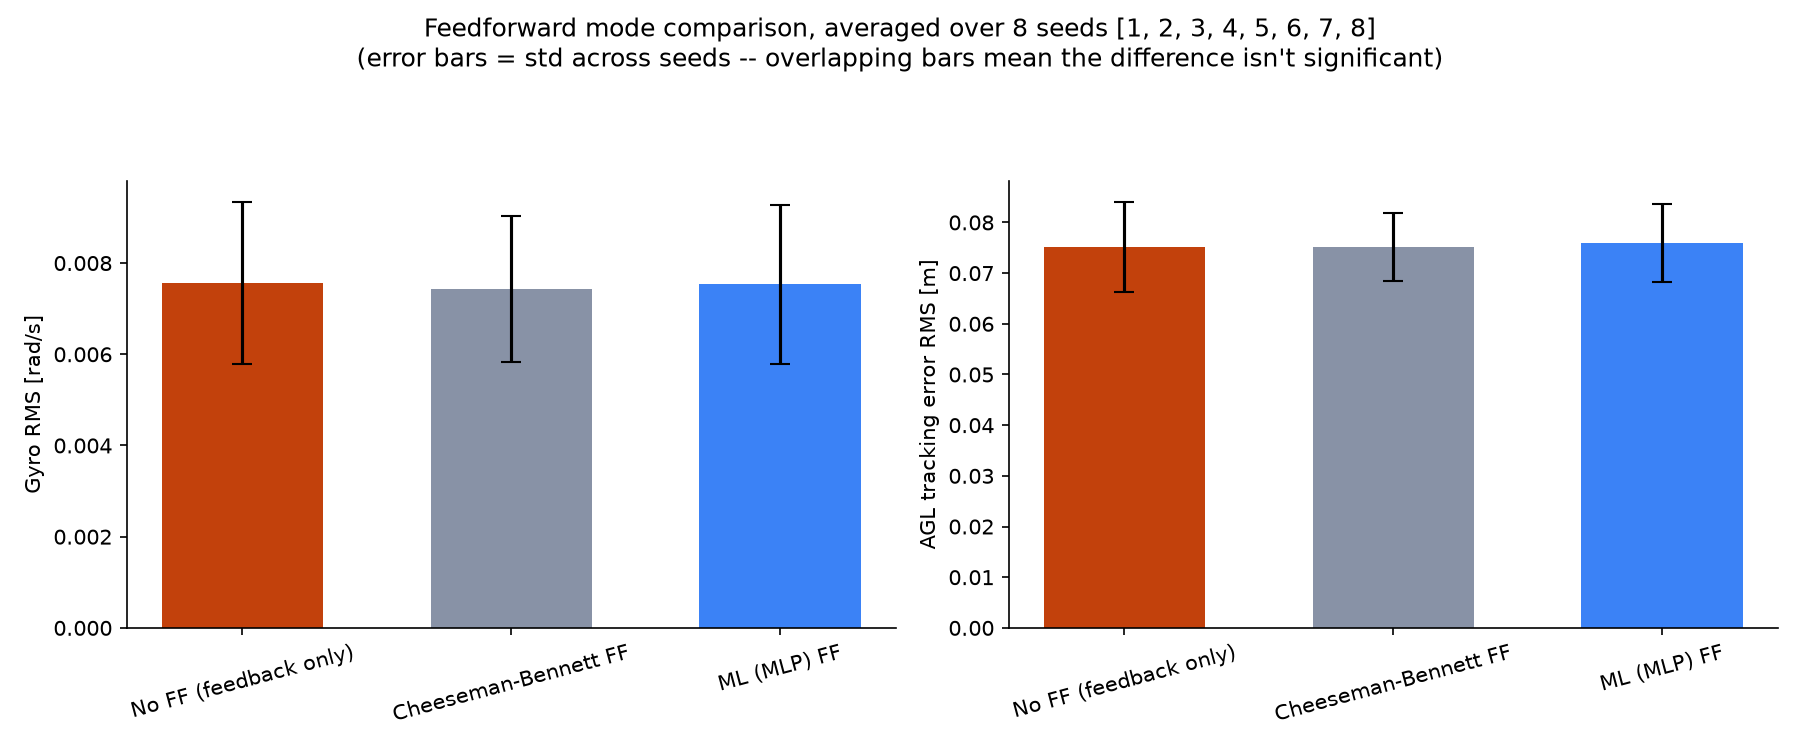 Feedforward mode comparison, averaged over 8 seeds [1, 2, 3, 4, 5, 6, 7, 8]
(error bars = std across seeds -- overlapping bars mean the difference isn't significant)
Gyro RMS [rad/s]
0.008
0.006
0.004
0.002
0.000
No FF (feedback only)
Cheeseman-Bennett FF
ML (MLP) FF
AGL tracking error RMS [m]
0.08
0.07
0.06
0.05
0.04
0.03
0.02
0.01
0.00
No FF (feedback only)
Cheeseman-Bennett FF
ML (MLP) FF